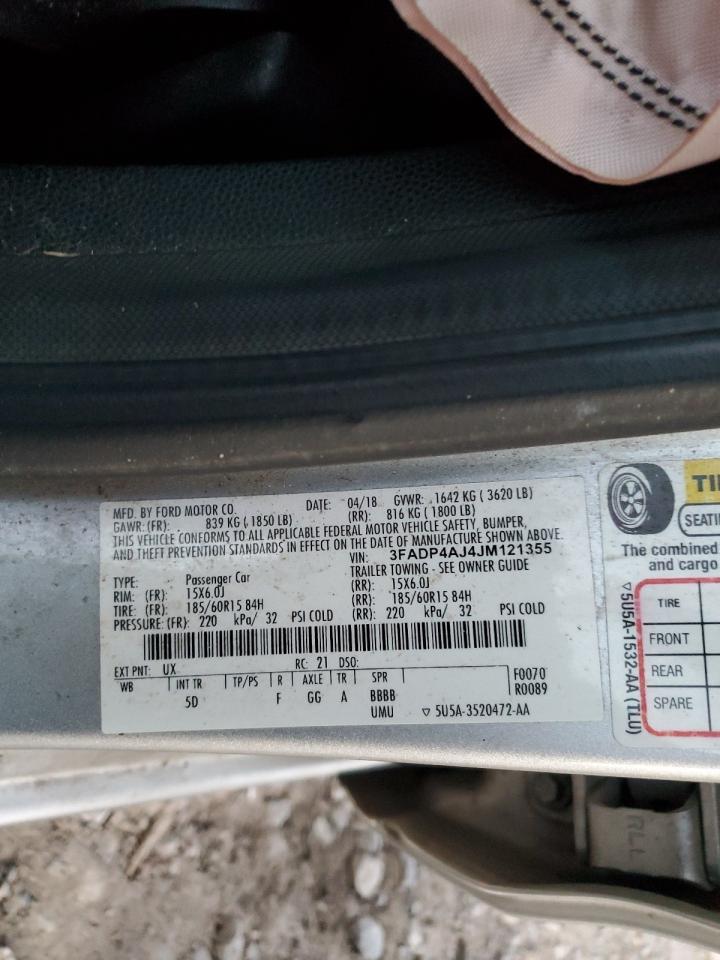 MFD. BY FORD MOTOR CO. DATE: 04/18 GVWR: 1642 KG ( 3620 LB)
GAWR: (FR): 839 KG ( 1850 LB) (RR): 816 KG ( 1800 LB)
THIS VEHICLE CONFORMS TO ALL APPLICABLE FEDERAL MOTOR VEHICLE SAFETY, BUMPER,
AND THEFT PREVENTION STANDARDS IN EFFECT ON THE DATE OF MANUFACTURE SHOWN ABOVE.
VIN: 3FADP4AJ4JM121355
TYPE: Passenger Car TRAILER TOWING - SEE OWNER GUIDE
RIM: (FR): 15X6.0J (RR): 15X6.0J
TIRE: (FR): 185/60R15 84H (RR): 185/60R15 84H
PRESSURE: (FR): 220 kPa/ 32 PSI COLD (RR): 220 kPa/ 32 PSI COLD
EXT PNT: UX RC: 21 DSO:
WB INT TR TP/PS R AXLE TR SPR F0070
5D F GG A BBBB R0089
UMU ▽ 5U5A-3520472-AA
TI
SEATI
The combined
and cargo
TIRE
FRONT
REAR
SPARE
▽5U5A-1532-AA (TLU)
RLL